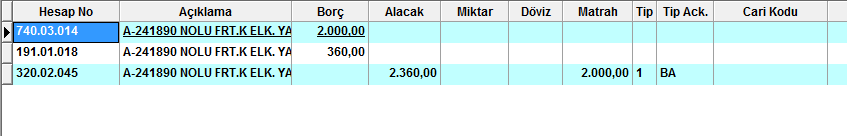 Hesap No Açıklama Borç Alacak Miktar Döviz Matrah Tip Tip Ack. Cari Kodu
740.03.014 A-241890 NOLU FRT.K ELK. YA 2.000,00
191.01.018 A-241890 NOLU FRT.K ELK. YA 360,00
320.02.045 A-241890 NOLU FRT.K ELK. YA 2.360,00 2.000,00 1 BA